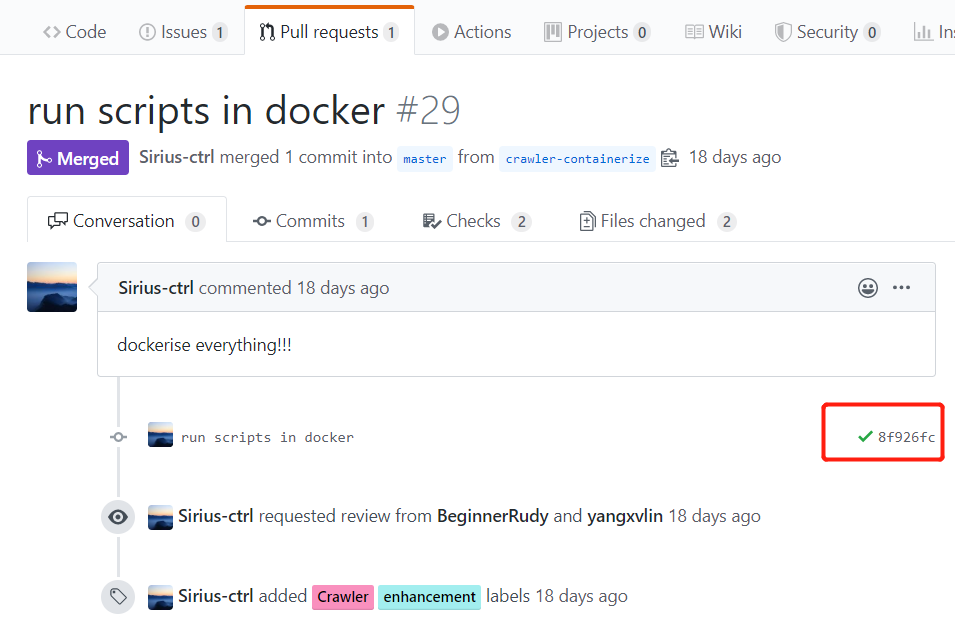 Code Issues 1 Pull requests 1 Actions Projects 0 Wiki Security 0 Ins
run scripts in docker #29
Merged Sirius-ctrl merged 1 commit into master from crawler-containerize 18 days ago
Conversation 0 Commits 1 Checks 2 Files changed 2
Sirius-ctrl commented 18 days ago
dockerise everything!!!
run scripts in docker 8f926fc
Sirius-ctrl requested review from BeginnerRudy and yangxvlin 18 days ago
Sirius-ctrl added Crawler enhancement labels 18 days ago